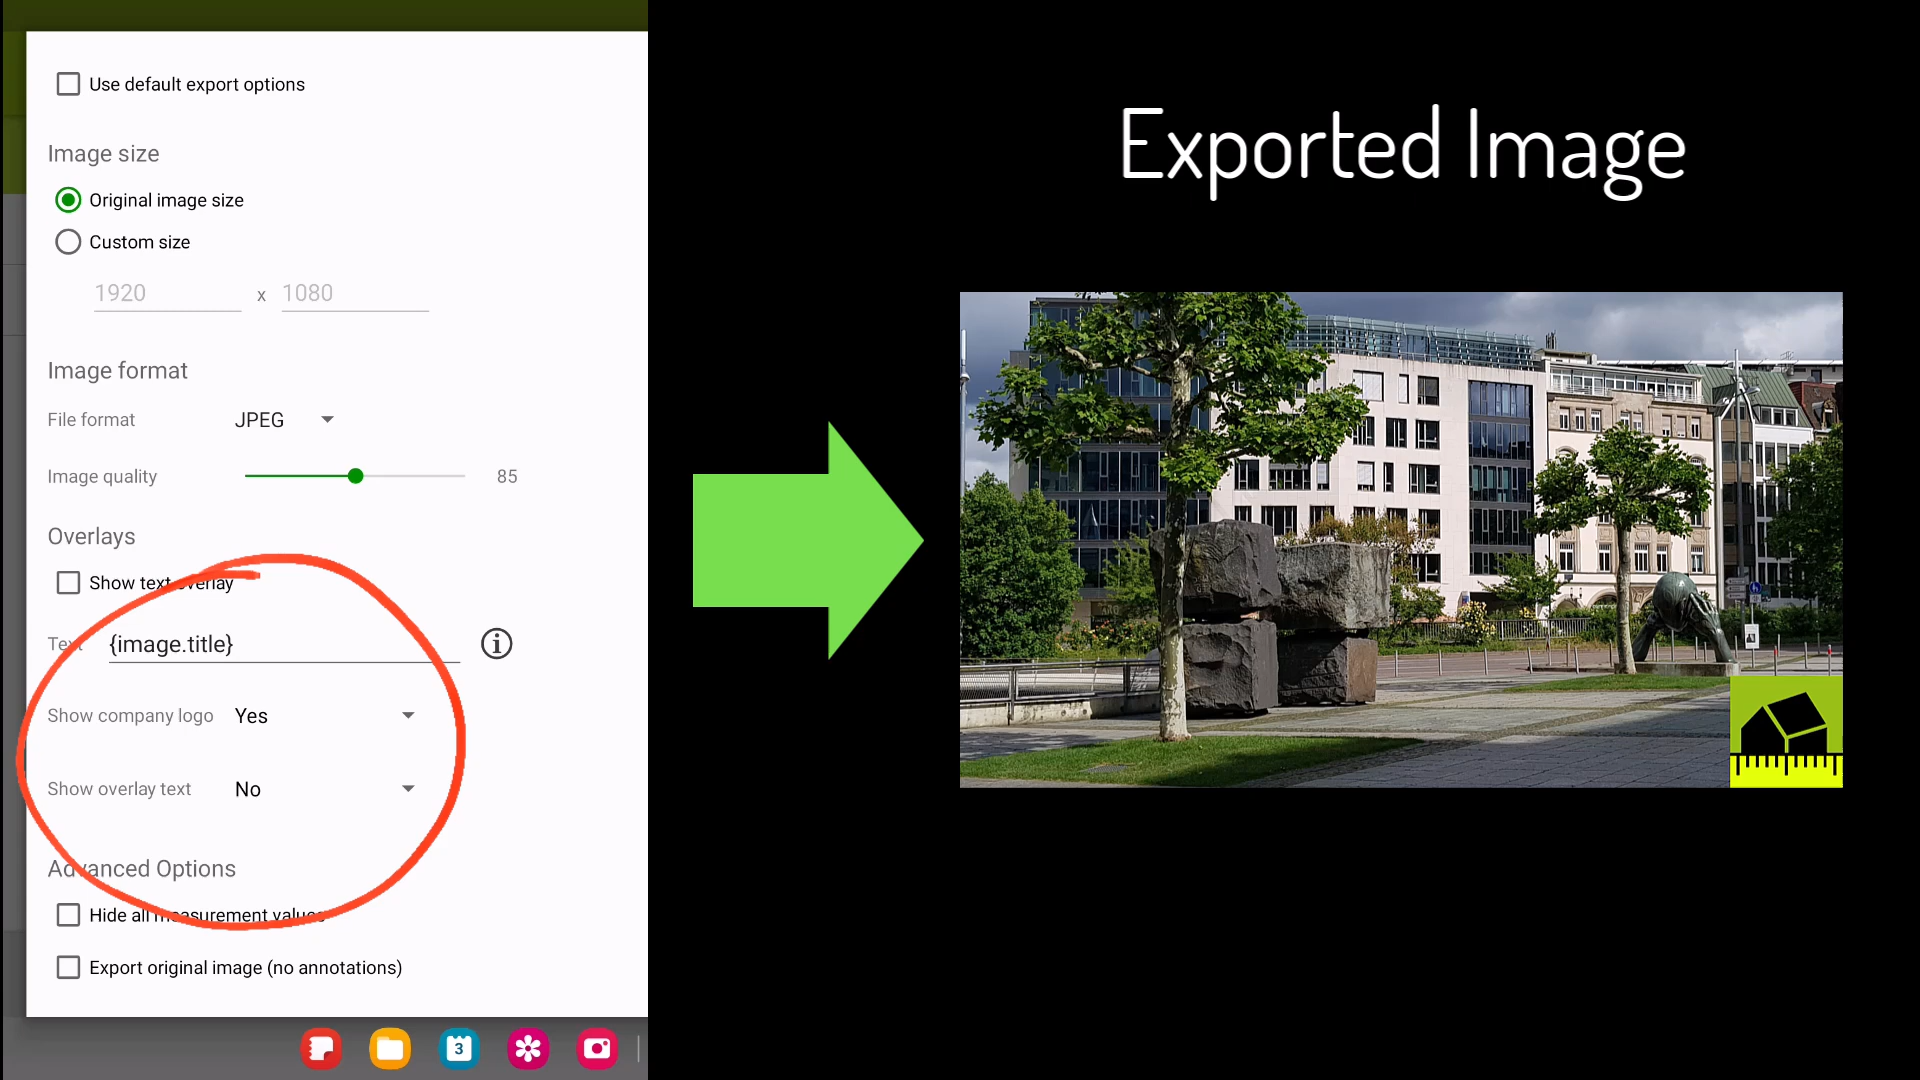 Use default export options
Image size
Original image size
Custom size
1920 x 1080
Image format
File format JPEG
Image quality 85
Overlays
Show text overlay
Text {image.title}
Show company logo Yes
Show overlay text No
Advanced Options
Hide all measurement values
Export original image (no annotations)
3
Exported Image